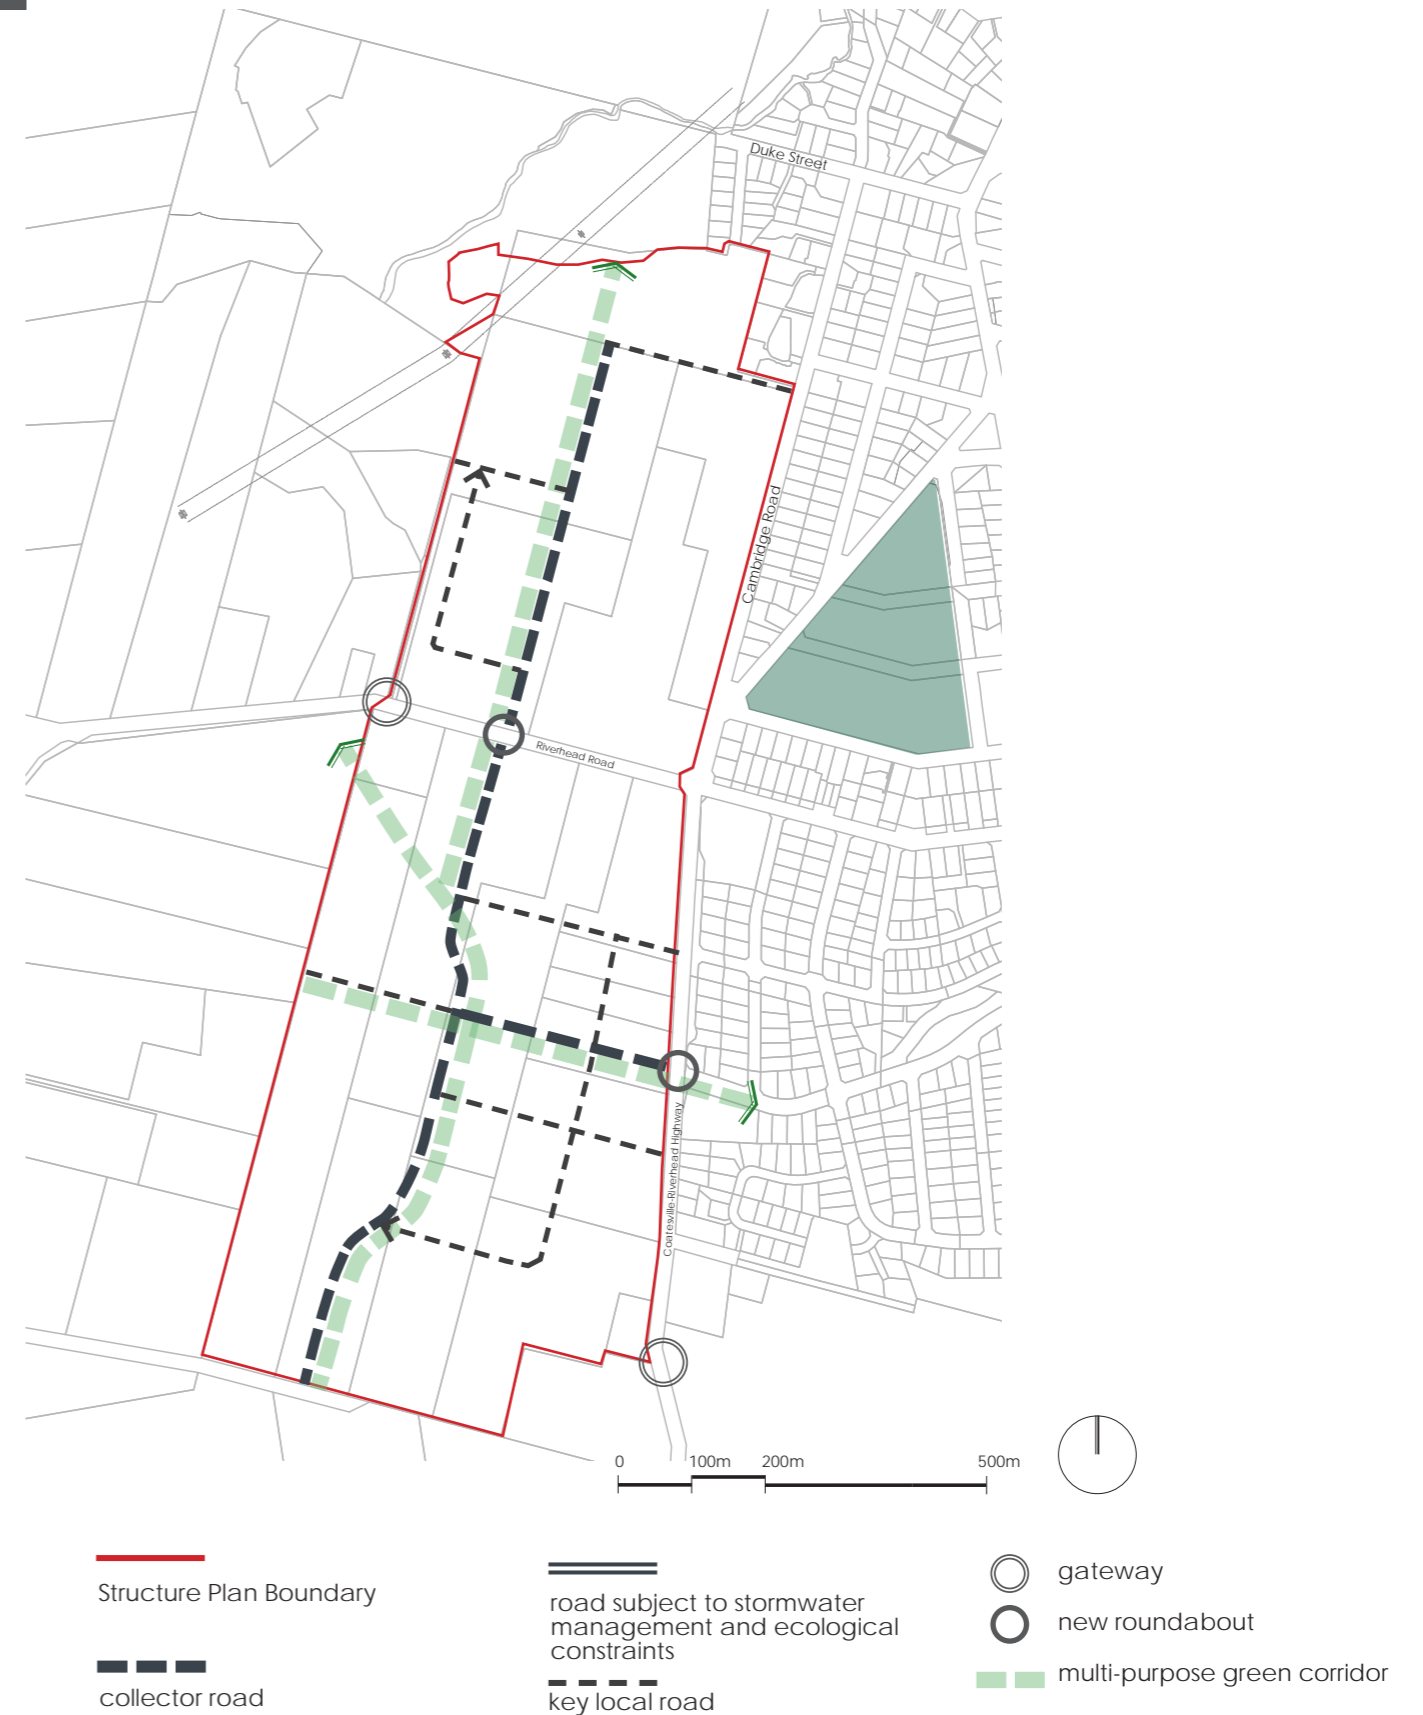 Duke Street
Cambridge Road
Riverhead Road
Coatesville-Riverhead Highway
0 100m 200m 500m
Structure Plan Boundary
collector road
road subject to stormwater
management and ecological
constraints
key local road
gateway
new roundabout
multi-purpose green corridor